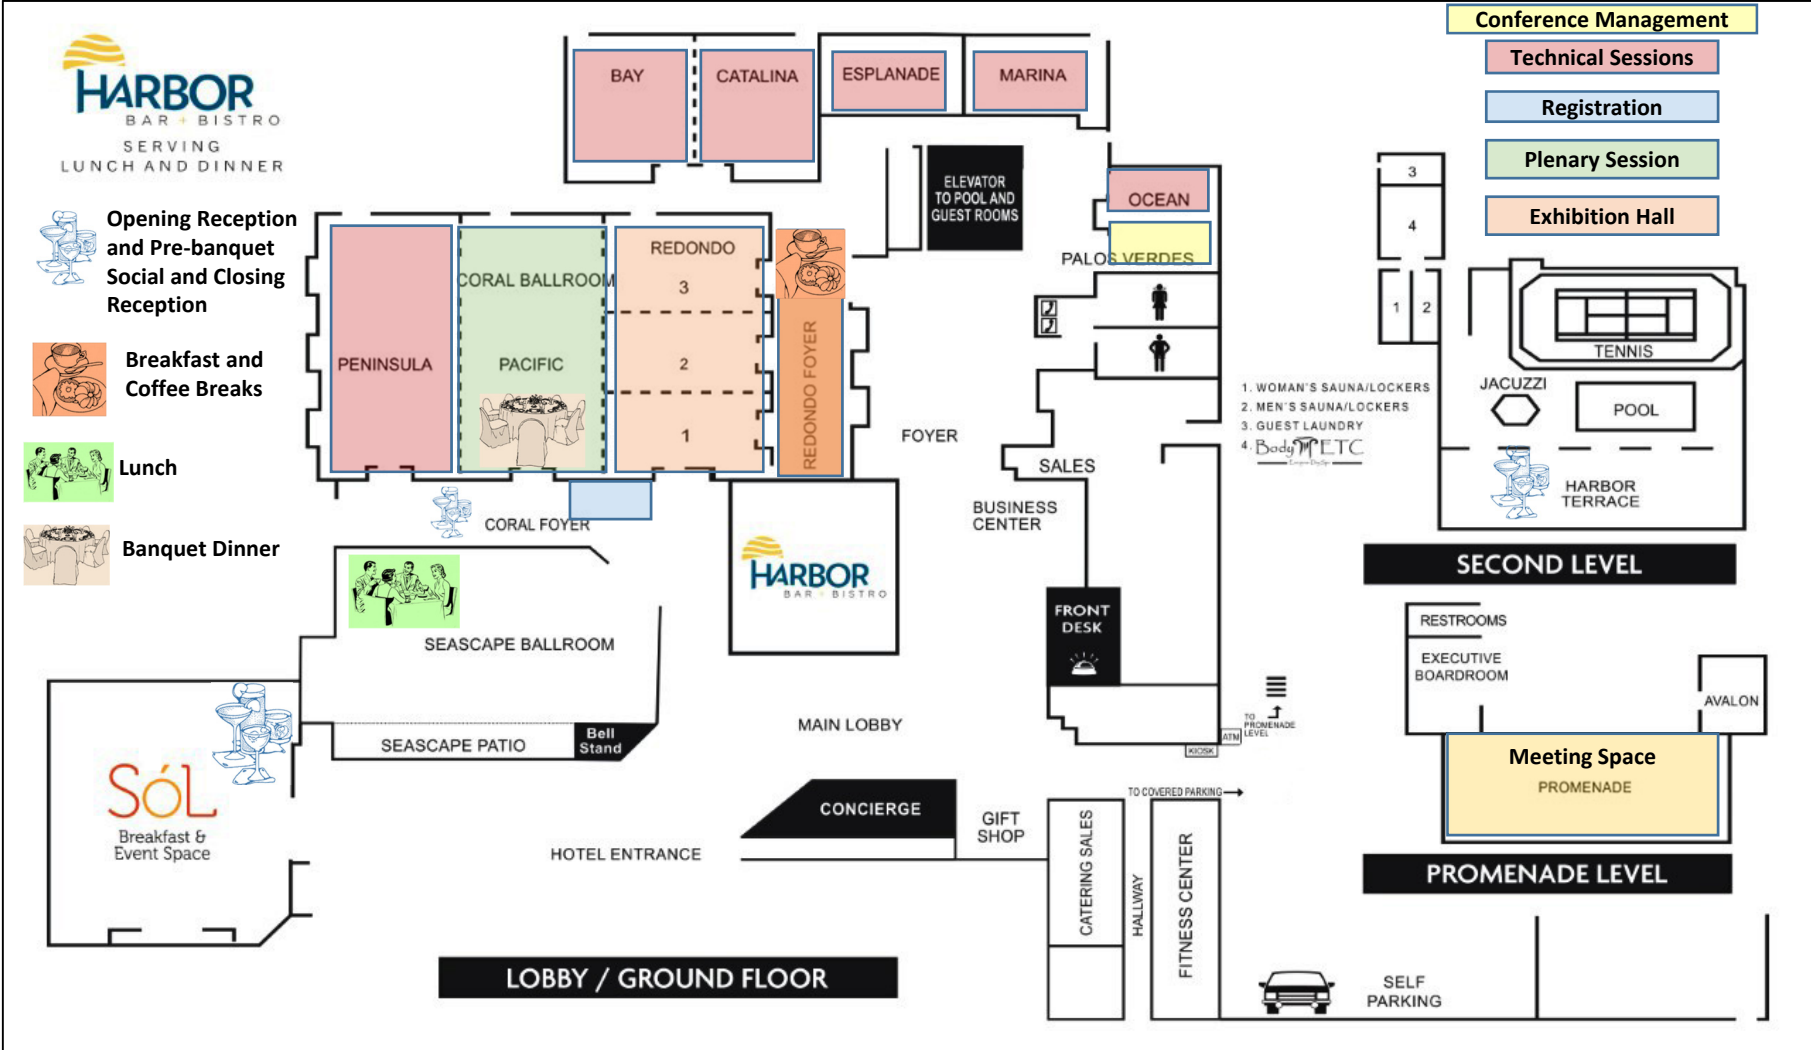 HARBOR
BAR + BISTRO
SERVING
LUNCH AND DINNER
Opening Reception
and Pre-banquet
Social and Closing
Reception
Breakfast and
Coffee Breaks
Lunch
Banquet Dinner
BAY
CATALINA
ESPLANADE
MARINA
ELEVATOR
TO POOL AND
GUEST ROOMS
OCEAN
PALOS VERDES
PENINSULA
CORAL BALLROOM
PACIFIC
REDONDO
3
2
1
REDONDO FOYER
FOYER
SALES
BUSINESS
CENTER
CORAL FOYER
HARBOR
BAR + BISTRO
FRONT
DESK
SEASCAPE BALLROOM
SEASCAPE PATIO
Bell
Stand
MAIN LOBBY
SÓL
Breakfast &
Event Space
HOTEL ENTRANCE
CONCIERGE
GIFT
SHOP
CATERING SALES
HALLWAY
FITNESS CENTER
TO COVERED PARKING
KIOSK
ATM
TO
PROMENADE
LEVEL
LOBBY / GROUND FLOOR
SELF
PARKING
Conference Management
Technical Sessions
Registration
Plenary Session
Exhibition Hall
3
4
1
2
1. WOMAN'S SAUNA/LOCKERS
2. MEN'S SAUNA/LOCKERS
3. GUEST LAUNDRY
4. Body ETC
TENNIS
JACUZZI
POOL
HARBOR
TERRACE
SECOND LEVEL
RESTROOMS
EXECUTIVE
BOARDROOM
AVALON
Meeting Space
PROMENADE
PROMENADE LEVEL